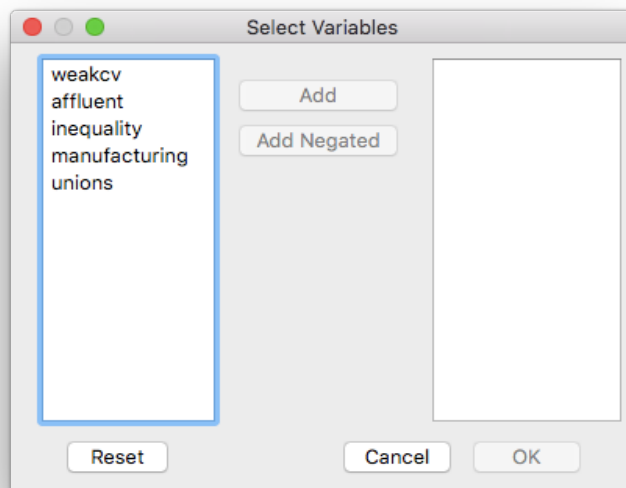 Select Variables
weakcv
affluent
inequality
manufacturing
unions
Add
Add Negated
Reset
Cancel
OK